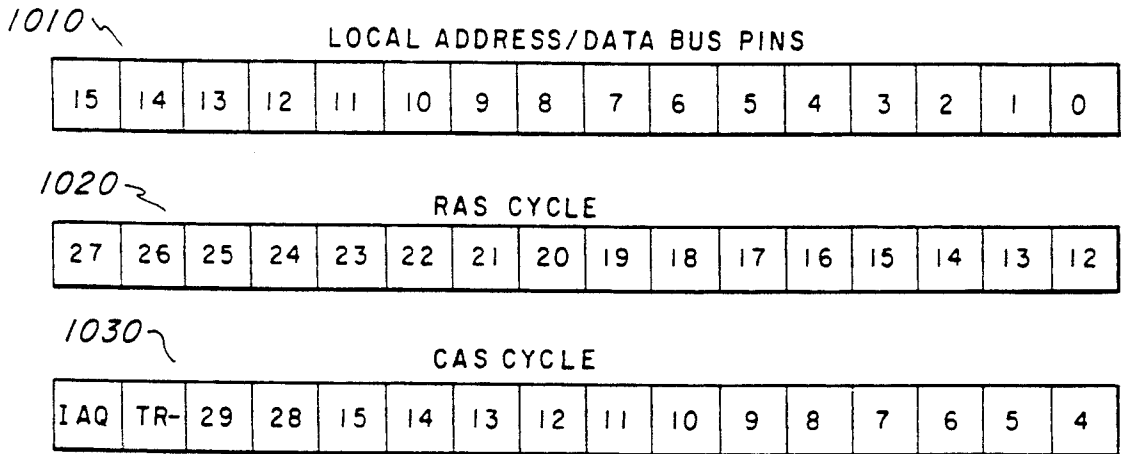 1010
LOCAL ADDRESS/DATA BUS PINS
15 14 13 12 11 10 9 8 7 6 5 4 3 2 1 0
1020
RAS CYCLE
27 26 25 24 23 22 21 20 19 18 17 16 15 14 13 12
1030
CAS CYCLE
IAQ TR- 29 28 15 14 13 12 11 10 9 8 7 6 5 4